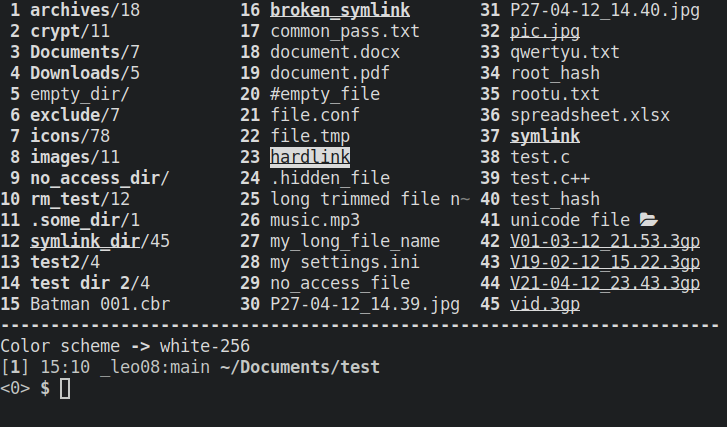 1 archives/18 16 broken_symlink 31 P27-04-12_14.40.jpg
2 crypt/11 17 common_pass.txt 32 pic.jpg
3 Documents/7 18 document.docx 33 qwertyu.txt
4 Downloads/5 19 document.pdf 34 root_hash
5 empty_dir/ 20 #empty_file 35 rootu.txt
6 exclude/7 21 file.conf 36 spreadsheet.xlsx
7 icons/78 22 file.tmp 37 symlink
8 images/11 23 hardlink 38 test.c
9 no_access_dir/ 24 .hidden_file 39 test.c++
10 rm_test/12 25 long trimmed file n~ 40 test_hash
11 .some_dir/1 26 music.mp3 41 unicode file 📂
12 symlink_dir/45 27 my_long_file_name 42 V01-03-12_21.53.3gp
13 test2/4 28 my settings.ini 43 V19-02-12_15.22.3gp
14 test dir 2/4 29 no_access_file 44 V21-04-12_23.43.3gp
15 Batman 001.cbr 30 P27-04-12_14.39.jpg 45 vid.3gp
------------------------------------------------------------------------
Color scheme -> white-256
[1] 15:10 _leo08:main ~/Documents/test
<0> $